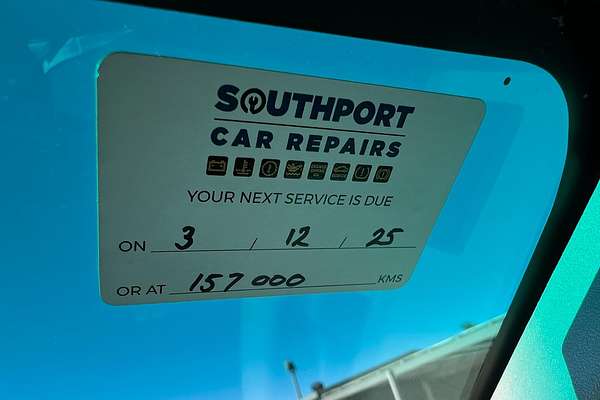 SOUTHPORT
CAR REPAIRS
YOUR NEXT SERVICE IS DUE
ON 3 / 12 / 25
OR AT 157 000 KMS